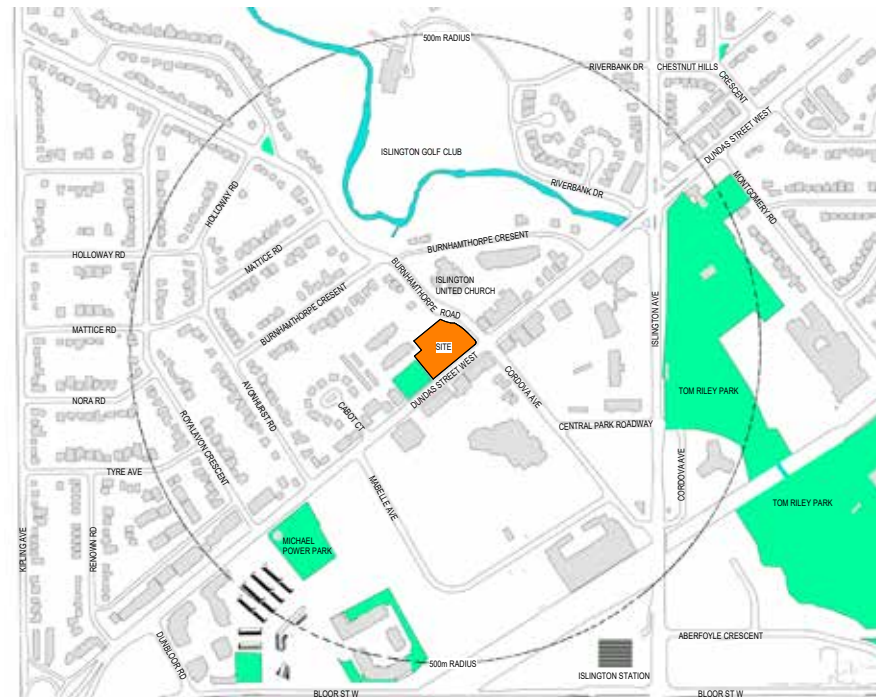 500m RADIUS
RIVERBANK DR
CHESTNUT HILLS
CRESCENT
DUNDAS STREET WEST
ISLINGTON GOLF CLUB
RIVERBANK DR
MONTGOMERY RD
HOLLOWAY RD
HOLLOWAY RD
MATTICE RD
BURNHAMTHORPE CRESENT
BURNHAMTHORPE
ROAD
ISLINGTON
UNITED CHURCH
BURNHAMTHORPE CRESENT
ISLINGTON AVE
MATTICE RD
SITE
DUNDAS STREET WEST
CORDOVA AVE
AVONHURST RD
NORA RD
CABOT CT
TOM RILEY PARK
ROYALAVON CRESCENT
CENTRAL PARK ROADWAY
CORDOVA AVE
TYRE AVE
MABELLE AVE
TOM RILEY PARK
KIPLING AVE
RENOWN RD
MICHAEL
POWER PARK
DUNBLOOR RD
ABERFOYLE CRESCENT
500m RADIUS
ISLINGTON STATION
BLOOR ST W
BLOOR ST W